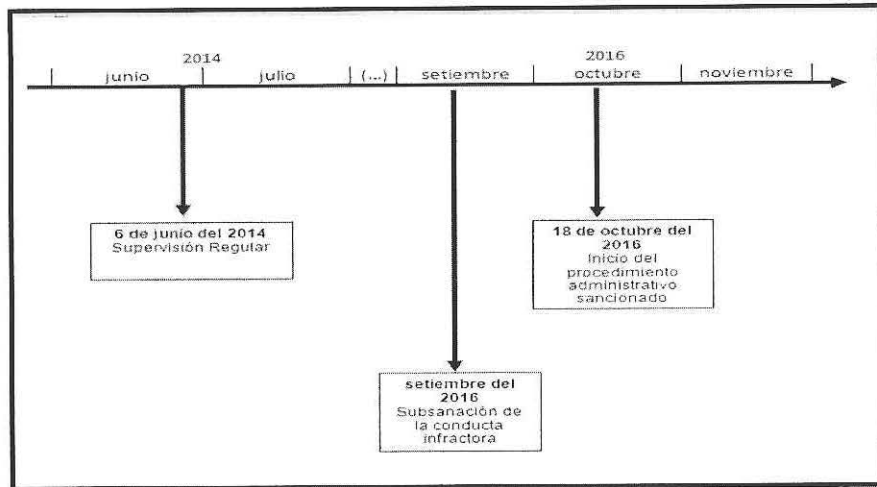 2014
2016
junio
julio
(...)
setiembre
octubre
noviembre
6 de junio del 2014
Supervisión Regular
18 de octubre del
2016
Inicio del
procedimiento
administrativo
sancionado
setiembre del
2016
Subsanación de
la conducta
infractora